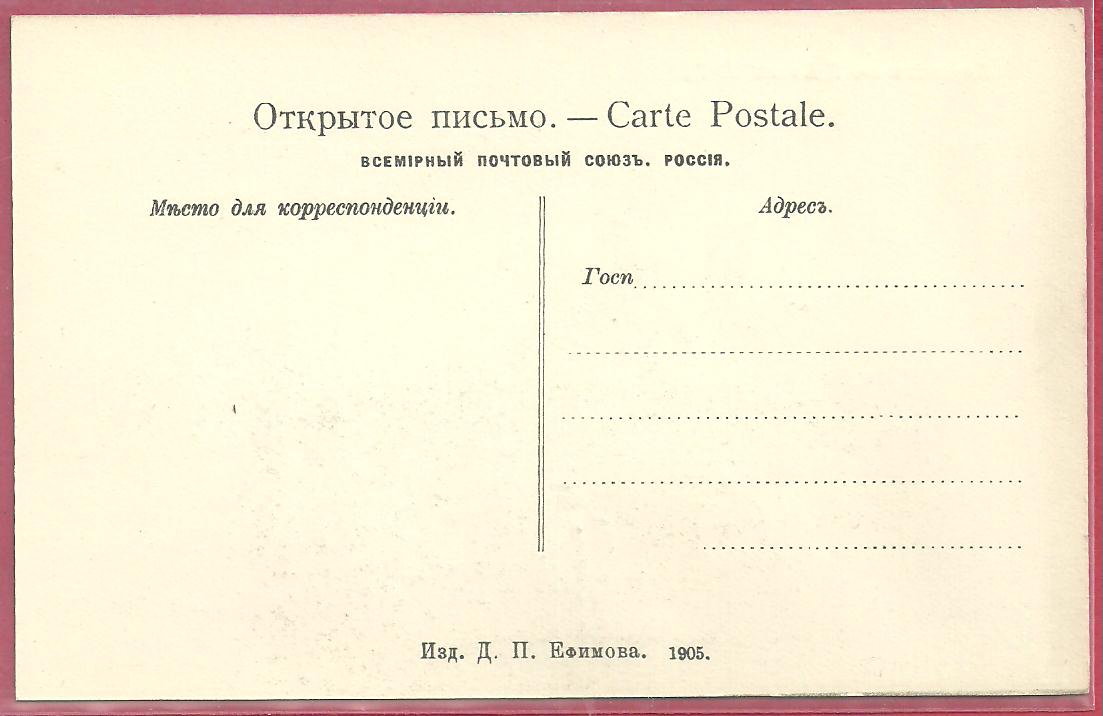 Открытое письмо. — Carte Postale.
ВСЕМІРНЫЙ ПОЧТОВЫЙ СОЮЗЪ. РОССІЯ.
Мѣсто для корреспонденціи.
Адресъ.
Госп
Изд. Д. П. Ефимова. 1905.